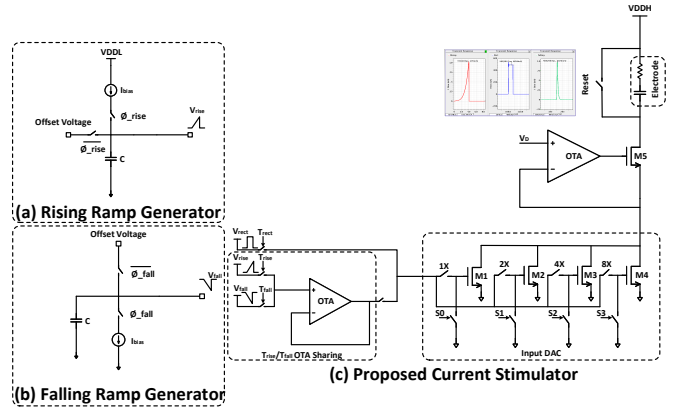 VDDL
Ibias
Ø_rise
Vrise
Offset Voltage
Ø_rise
C
(a) Rising Ramp Generator
Offset Voltage
Ø_fall
Vfall
C
Ø_fall
Ibias
(b) Falling Ramp Generator
VDDH
Reset
Electrode
VD
+
OTA
−
M5
Vrect
Trect
Vrise
Trise
Vfall
Tfall
+
OTA
−
Trise/Tfall OTA Sharing
1X
2X
4X
8X
M1
M2
M3
M4
S0
S1
S2
S3
Input DAC
(c) Proposed Current Stimulator